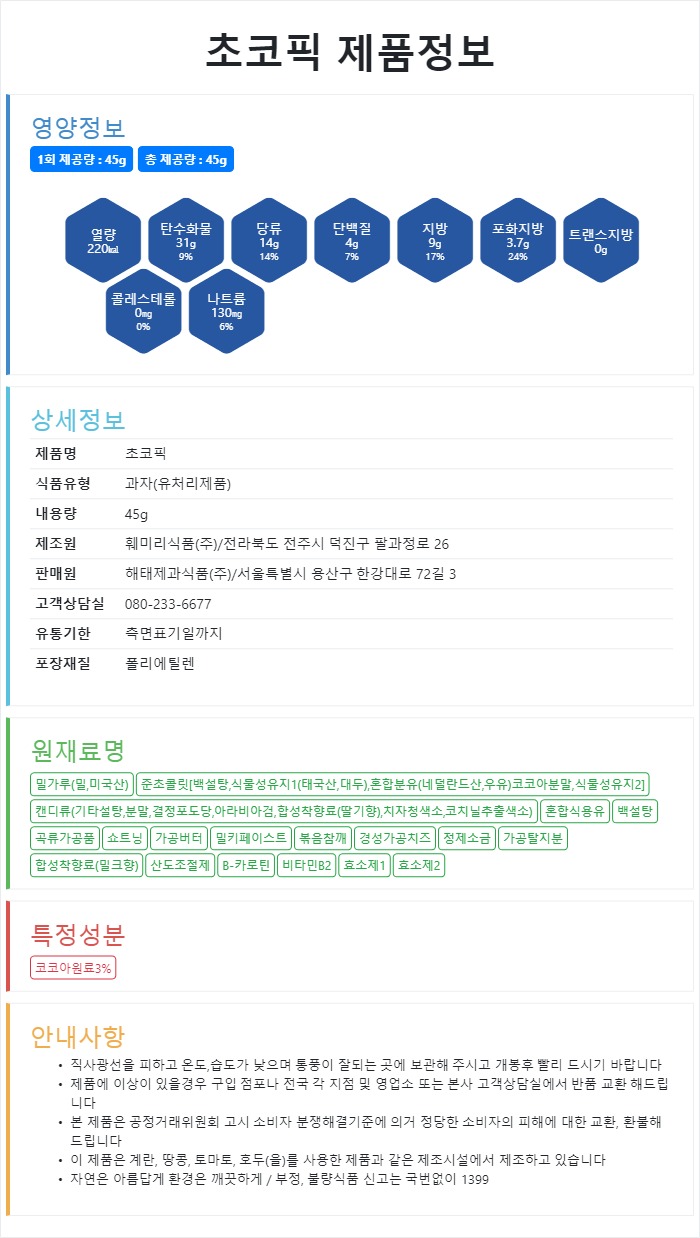 초코픽 제품정보
영양정보
1회 제공량 : 45g 총 제공량 : 45g
열량 탄수화물 당류 단백질 지방 포화지방 트랜스지방
220㎉ 31g 14g 4g 9g 3.7g 0g
9% 14% 7% 17% 24%
콜레스테롤 나트륨
0㎎ 130㎎
0% 6%
상세정보
제품명 초코픽
식품유형 과자(유처리제품)
내용량 45g
제조원 훼미리식품(주)/전라북도 전주시 덕진구 팔과정로 26
판매원 해태제과식품(주)/서울특별시 용산구 한강대로 72길 3
고객상담실 080-233-6677
유통기한 측면표기일까지
포장재질 폴리에틸렌
원재료명
밀가루(밀,미국산) 준초콜릿[백설탕,식물성유지1(태국산,대두),혼합분유(네덜란드산,우유)코코아분말,식물성유지2]
캔디류(기타설탕,분말,결정포도당,아라비아검,합성착향료(딸기향),치자청색소,코치닐추출색소) 혼합식용유 백설탕
곡류가공품 쇼트닝 가공버터 밀키페이스트 볶음참깨 경성가공치즈 정제소금 가공탈지분
합성착향료(밀크향) 산도조절제 B-카로틴 비타민B2 효소제1 효소제2
특정성분
코코아원료3%
안내사항
• 직사광선을 피하고 온도,습도가 낮으며 통풍이 잘되는 곳에 보관해 주시고 개봉후 빨리 드시기 바랍니다
• 제품에 이상이 있을경우 구입 점포나 전국 각 지점 및 영업소 또는 본사 고객상담실에서 반품 교환 해드립
니다
• 본 제품은 공정거래위원회 고시 소비자 분쟁해결기준에 의거 정당한 소비자의 피해에 대한 교환, 환불해
드립니다
• 이 제품은 계란, 땅콩, 토마토, 호두(을)를 사용한 제품과 같은 제조시설에서 제조하고 있습니다
• 자연은 아름답게 환경은 깨끗하게 / 부정, 불량식품 신고는 국번없이 1399